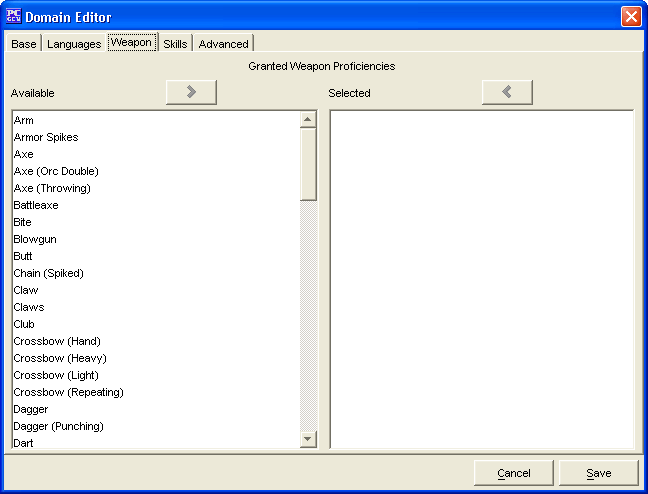 PC
GEN
Domain Editor
Base Languages Weapon Skills Advanced
Granted Weapon Proficiencies
Available
Selected
Arm
Armor Spikes
Axe
Axe (Orc Double)
Axe (Throwing)
Battleaxe
Bite
Blowgun
Butt
Chain (Spiked)
Claw
Claws
Club
Crossbow (Hand)
Crossbow (Heavy)
Crossbow (Light)
Crossbow (Repeating)
Dagger
Dagger (Punching)
Dart
Cancel Save